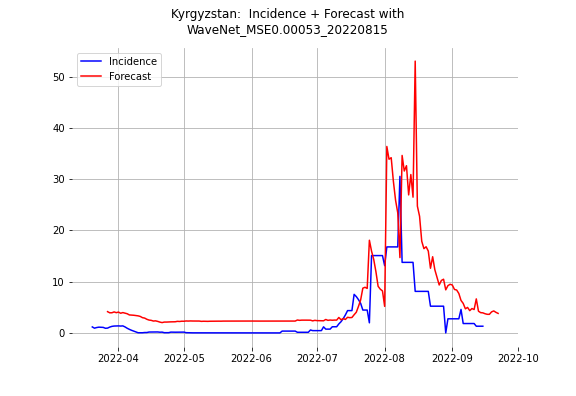 Kyrgyzstan:  Incidence + Forecast with
WaveNet_MSE0.00053_20220815
Incidence
Forecast
50
40
30
20
10
0
2022-04 2022-05 2022-06 2022-07 2022-08 2022-09 2022-10